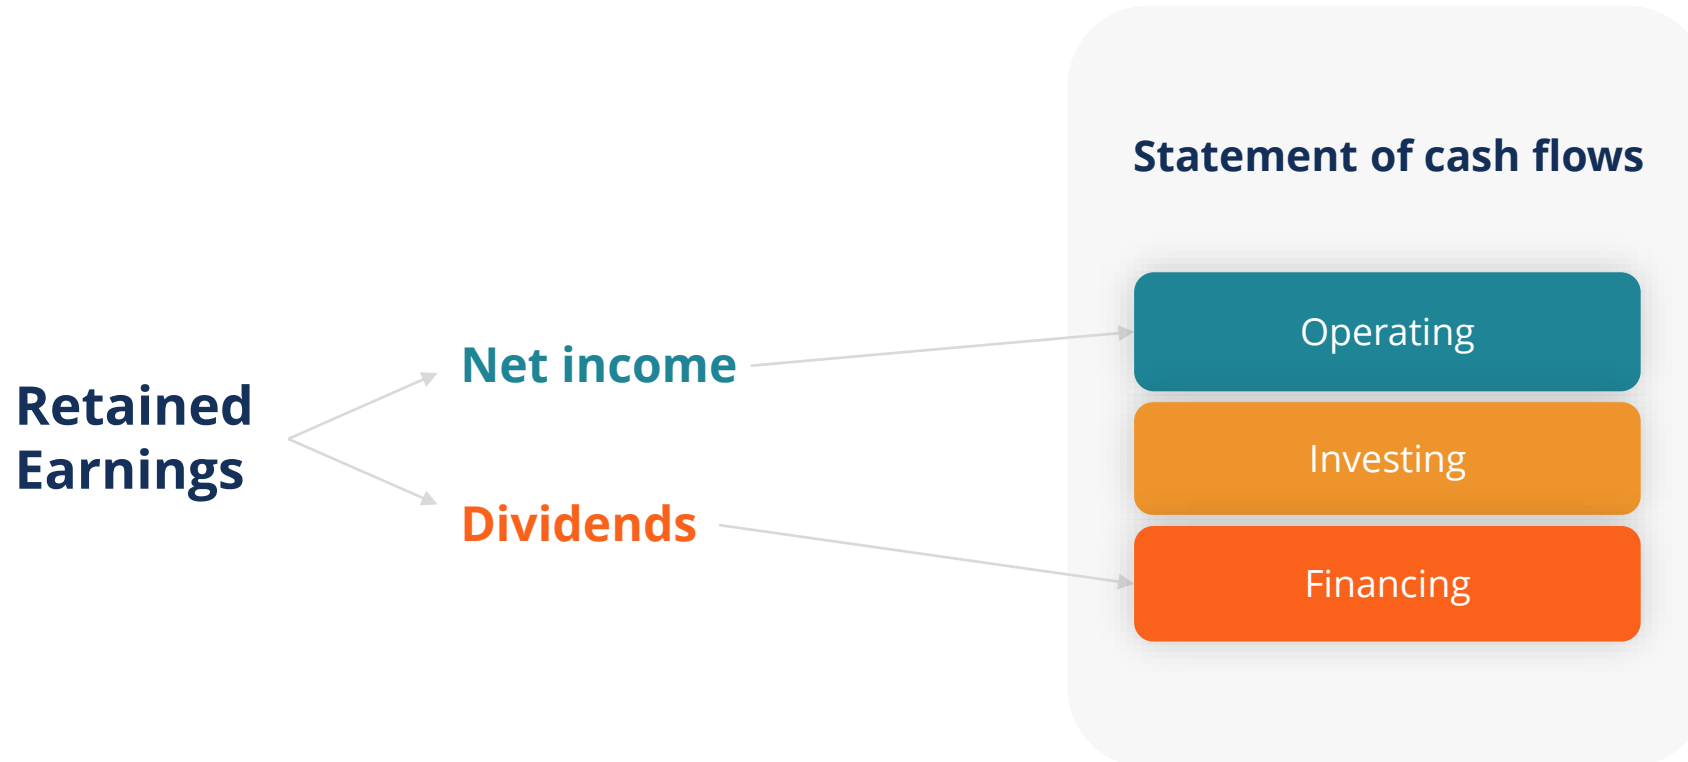 Statement of cash flows
Retained
Earnings
Net income
Dividends
Operating
Investing
Financing